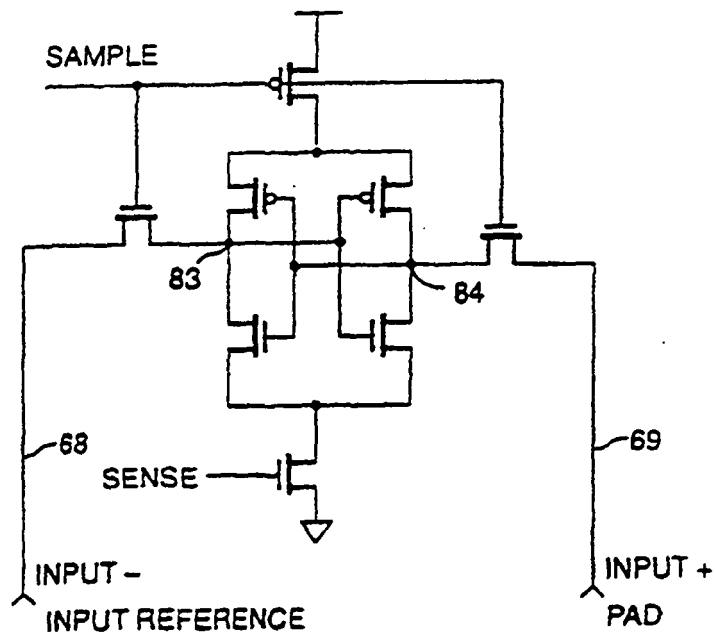 SAMPLE
83
84
68
69
SENSE
INPUT –
INPUT REFERENCE
INPUT +
PAD